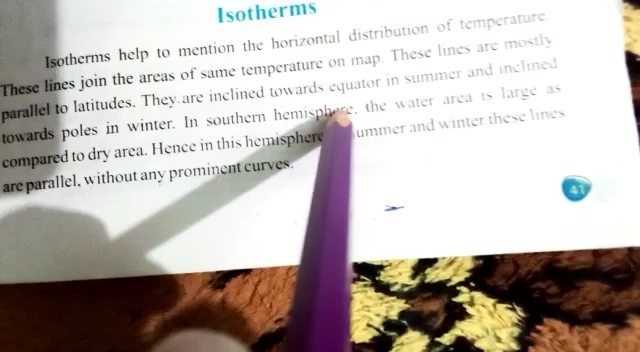 Isotherms
Isotherms help to mention the horizontal distribution of temperature.
These lines join the areas of same temperature on map. These lines are mostly
parallel to latitudes. They are inclined towards equator in summer and inclined
towards poles in winter. In southern hemisphere, the water area is large as
compared to dry area. Hence in this hemisphere ummer and winter these lines
are parallel, without any prominent curves.
41